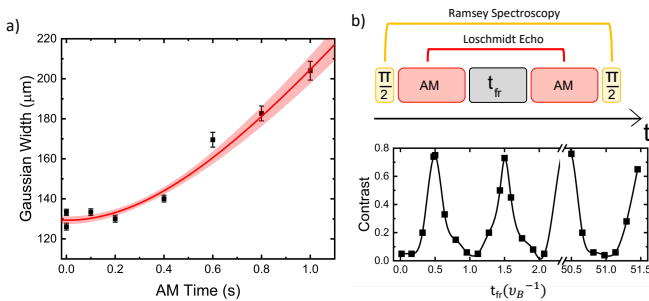 a)
Gaussian Width (μm)
220
200
180
160
140
120
0.0 0.2 0.4 0.6 0.8 1.0
AM Time (s)
b)
Ramsey Spectroscopy
Loschmidt Echo
π/2 AM t_fr AM π/2
t
Contrast
0.8
0.6
0.4
0.2
0.0
0.0 0.5 1.0 1.5 2.0 50.5 51.0 51.5
t_fr(υ_B⁻¹)